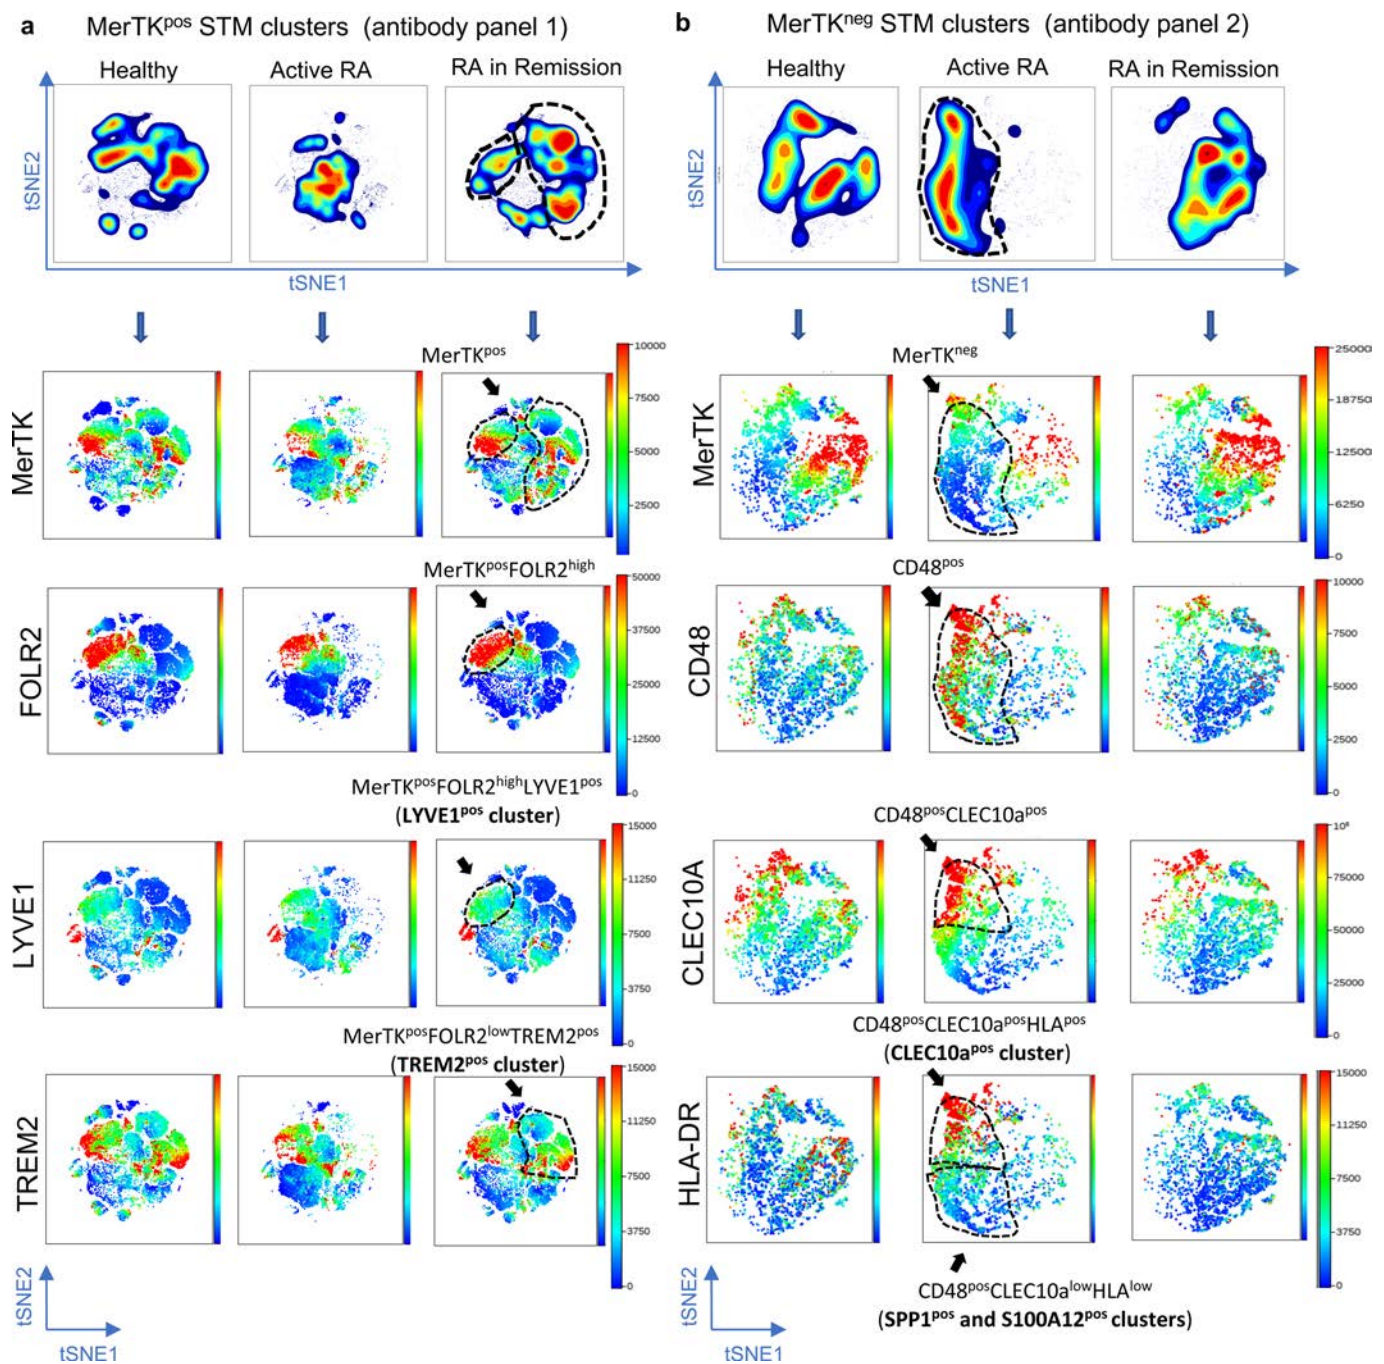 a MerTKᵖᵒˢ STM clusters (antibody panel 1)
Healthy
Active RA
RA in Remission
tSNE2
tSNE1
MerTKᵖᵒˢ
MerTK
10000
7500
5000
2500
MerTKᵖᵒˢFOLR2ʰⁱᵍʰ
FOLR2
50000
37500
25000
12500
0
MerTKᵖᵒˢFOLR2ʰⁱᵍʰLYVE1ᵖᵒˢ
(LYVE1ᵖᵒˢ cluster)
LYVE1
15000
11250
7500
3750
0
MerTKᵖᵒˢFOLR2ˡᵒʷTREM2ᵖᵒˢ
(TREM2ᵖᵒˢ cluster)
TREM2
15000
11250
7500
3750
0
tSNE2
tSNE1
b MerTKⁿᵉᵍ STM clusters (antibody panel 2)
Healthy
Active RA
RA in Remission
tSNE2
tSNE1
MerTKⁿᵉᵍ
MerTK
25000
18750
12500
6250
0
CD48ᵖᵒˢ
CD48
10000
7500
5000
2500
0
CD48ᵖᵒˢCLEC10aᵖᵒˢ
CLEC10A
75000
50000
25000
0
CD48ᵖᵒˢCLEC10aᵖᵒˢHLAᵖᵒˢ
(CLEC10aᵖᵒˢ cluster)
HLA-DR
15000
11250
7500
3750
0
CD48ᵖᵒˢCLEC10aˡᵒʷHLAˡᵒʷ
(SPP1ᵖᵒˢ and S100A12ᵖᵒˢ clusters)
tSNE2
tSNE1